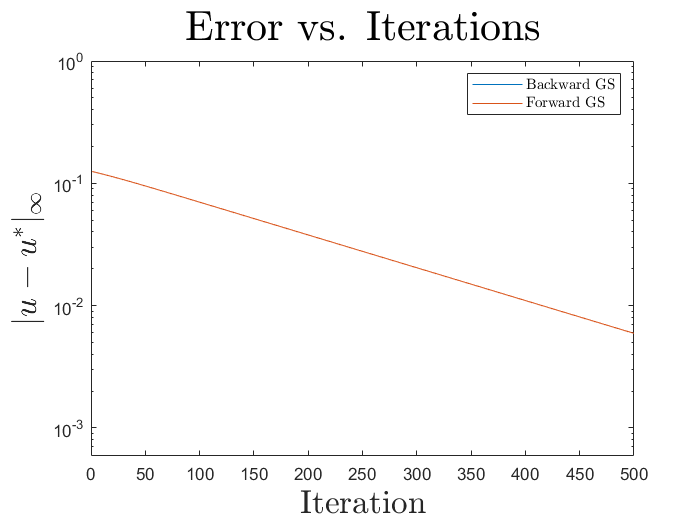 Error vs. Iterations
10^0
10^-1
10^-2
10^-3
|u − u*|∞
Backward GS
Forward GS
0 50 100 150 200 250 300 350 400 450 500
Iteration